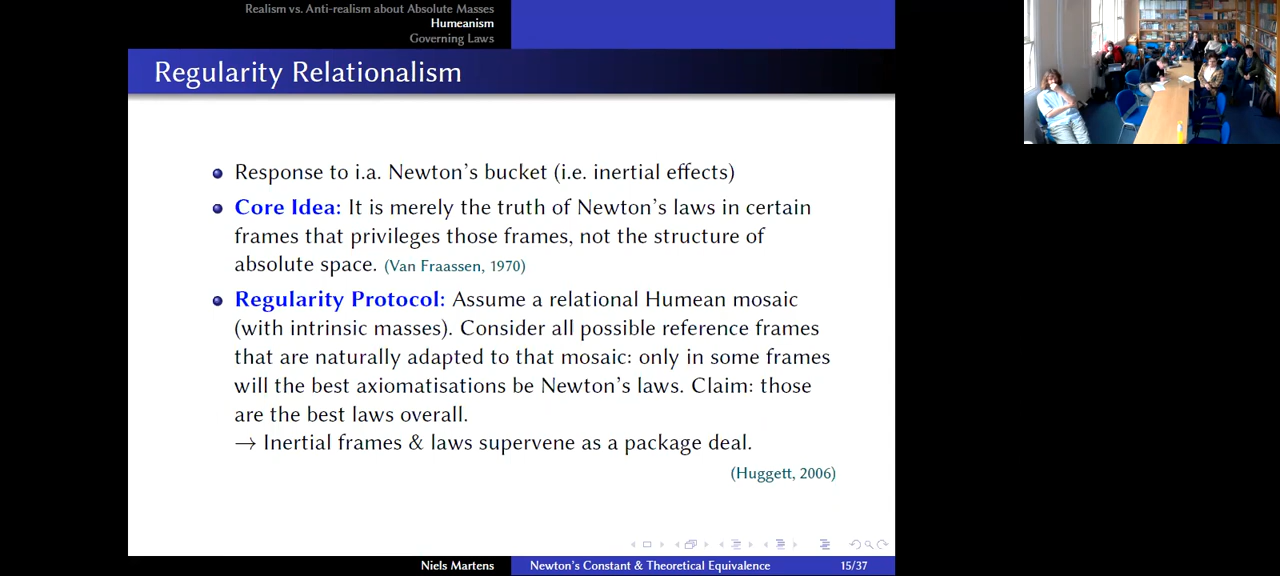 Realism vs. Anti-realism about Absolute Masses
Humeanism
Governing Laws
Regularity Relationalism
Response to i.a. Newton's bucket (i.e. inertial effects)
Core Idea: It is merely the truth of Newton's laws in certain
frames that privileges those frames, not the structure of
absolute space. (Van Fraassen, 1970)
Regularity Protocol: Assume a relational Humean mosaic
(with intrinsic masses). Consider all possible reference frames
that are naturally adapted to that mosaic: only in some frames
will the best axiomatisations be Newton's laws. Claim: those
are the best laws overall.
→ Inertial frames & laws supervene as a package deal.
(Huggett, 2006)
Niels Martens
Newton's Constant & Theoretical Equivalence
15/37